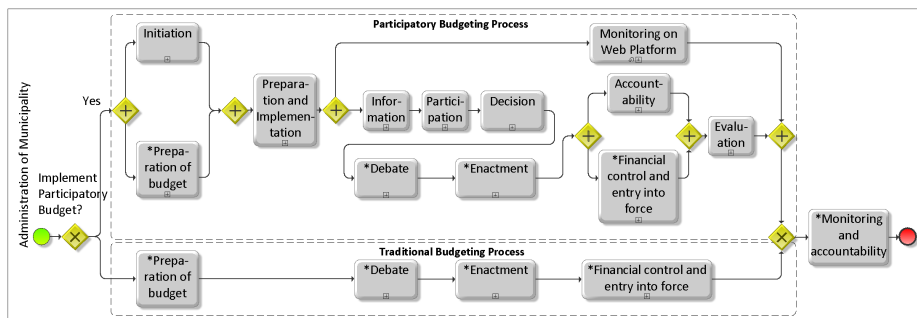 Administration of Municipality
Participatory Budgeting Process
Initiation
Monitoring on
Web Platform
Yes
Prepara-
tion and
Implemen-
tation
Infor-
mation
Partici-
pation
Decision
Account-
ability
Evalu-
ation
*Prepa-
ration of
budget
*Debate
*Enactment
*Financial
control and
entry into
force
Implement
Participatory
Budget?
*Monitoring
and
accountability
Traditional Budgeting Process
*Prepa-
ration of
budget
*Debate
*Enactment
*Financial control and
entry into force